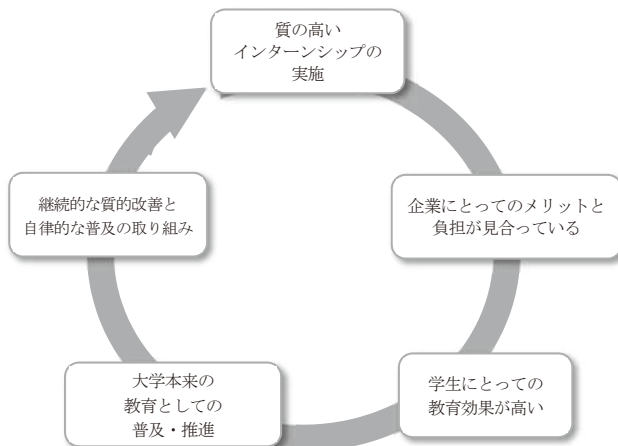 質の高い
インターンシップの
実施
企業にとってのメリットと
負担が見合っている
学生にとっての
教育効果が高い
大学本来の
教育としての
普及・推進
継続的な質的改善と
自律的な普及の取り組み